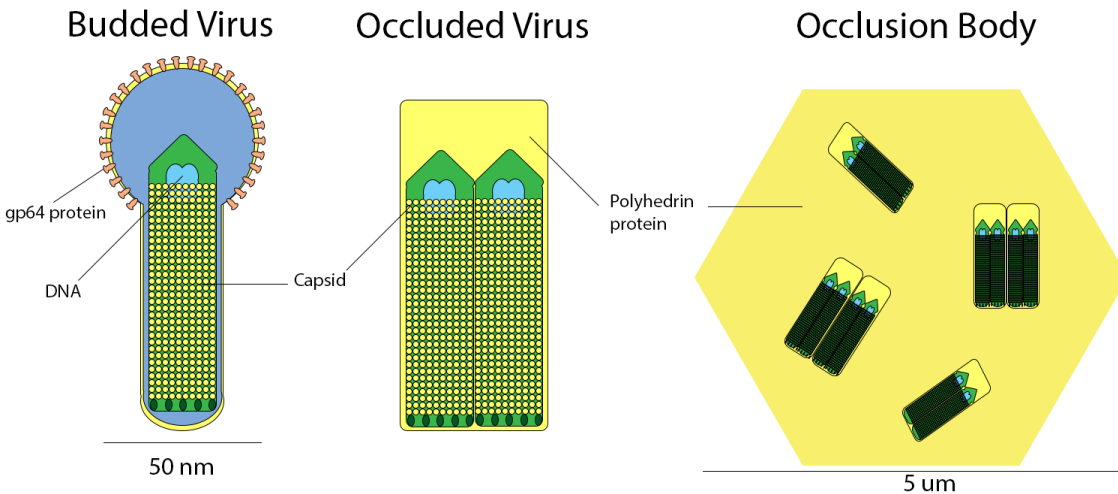 Budded Virus
Occluded Virus
Occlusion Body
gp64 protein
DNA
Capsid
Polyhedrin
protein
50 nm
5 um